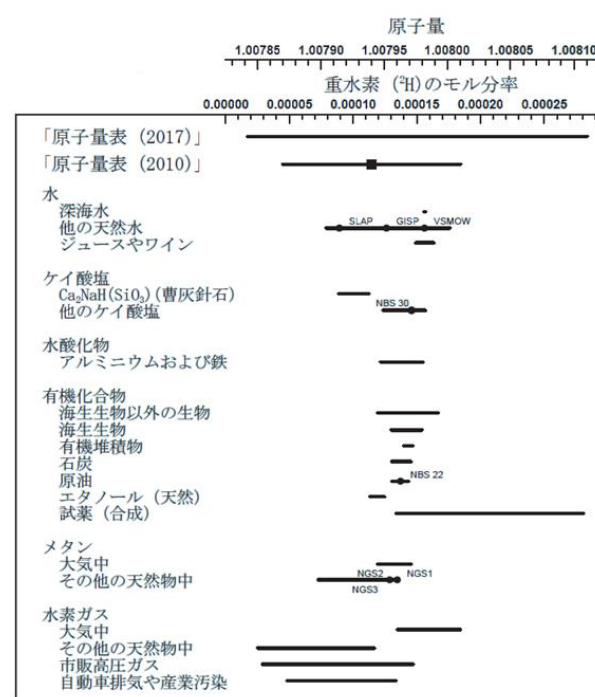 原子量
1.00785 1.00790 1.00795 1.00800 1.00805 1.00810
重水素 (²H)のモル分率
0.00000 0.00005 0.00010 0.00015 0.00020 0.00025
「原子量表 (2017)」
「原子量表 (2010)」
水
深海水
他の天然水 SLAP GISP VSMOW
ジュースやワイン
ケイ酸塩
Ca₂NaH(SiO₃)(曹灰針石)
他のケイ酸塩 NBS 30
水酸化物
アルミニウムおよび鉄
有機化合物
海生生物以外の生物
海生生物
有機堆積物
石炭
原油 NBS 22
エタノール (天然)
試薬 (合成)
メタン
大気中
その他の天然物中 NGS2 NGS1
NGS3
水素ガス
大気中
その他の天然物中
市販高圧ガス
自動車排気や産業汚染